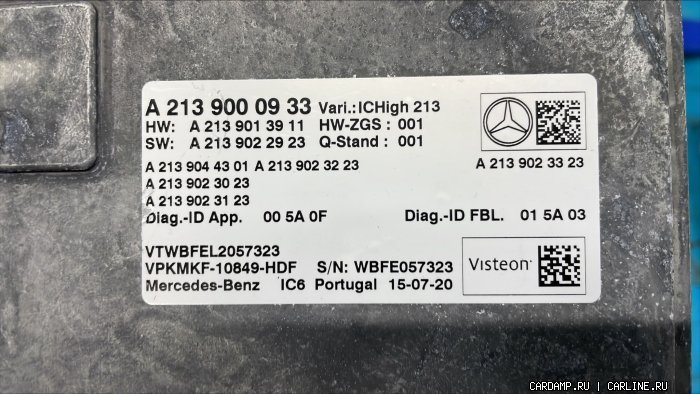 A 213 900 09 33 Vari.:ICHigh 213
HW: A 213 901 39 11 HW-ZGS : 001
SW: A 213 902 29 23 Q-Stand : 001
A 213 904 43 01 A 213 902 32 23
A 213 902 33 23
A 213 902 30 23
A 213 902 31 23
Diag.-ID App. 00 5A 0F Diag.-ID FBL. 01 5A 03
VTWBFEL2057323
VPKMKF-10849-HDF S/N: WBFE057323
Visteon
Mercedes-Benz IC6 Portugal 15-07-20
CARDAMP.RU | CARLINE.RU